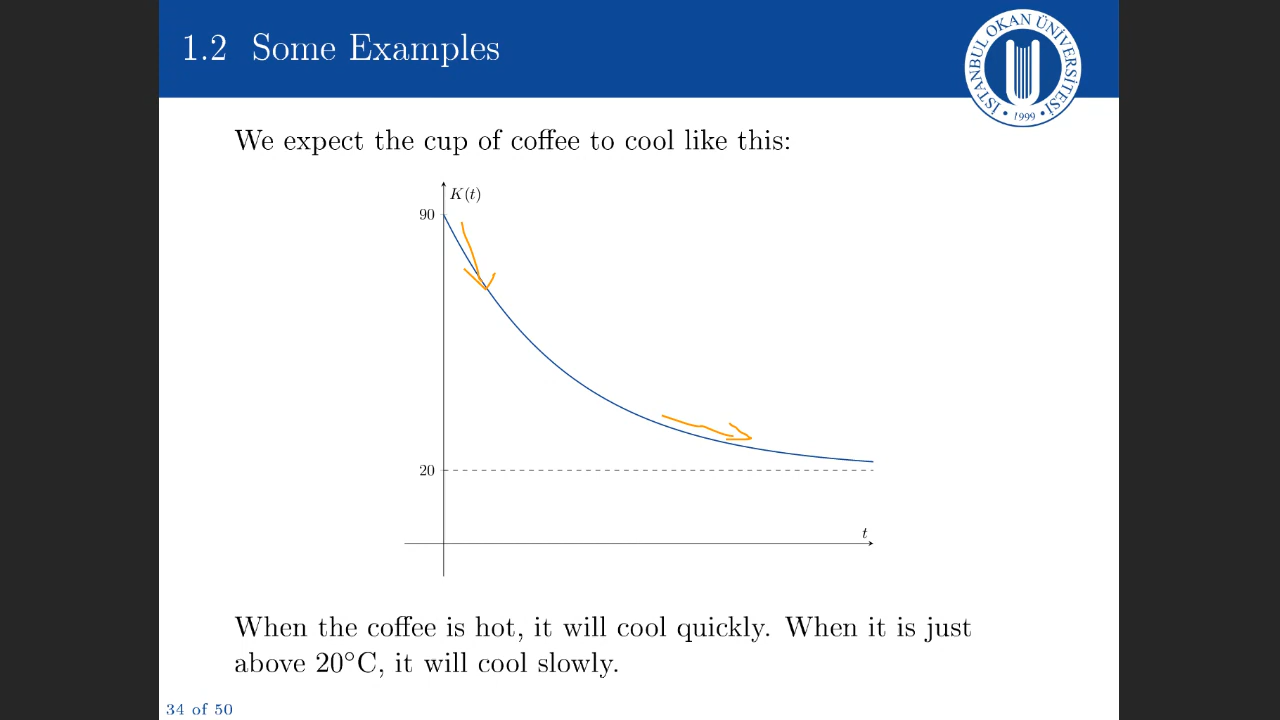 1.2 Some Examples
İSTANBUL OKAN ÜNİVERSİTESİ
• 1999 •
We expect the cup of coffee to cool like this:
K(t)
90
20
t
When the coffee is hot, it will cool quickly. When it is just
above 20°C, it will cool slowly.
34 of 50